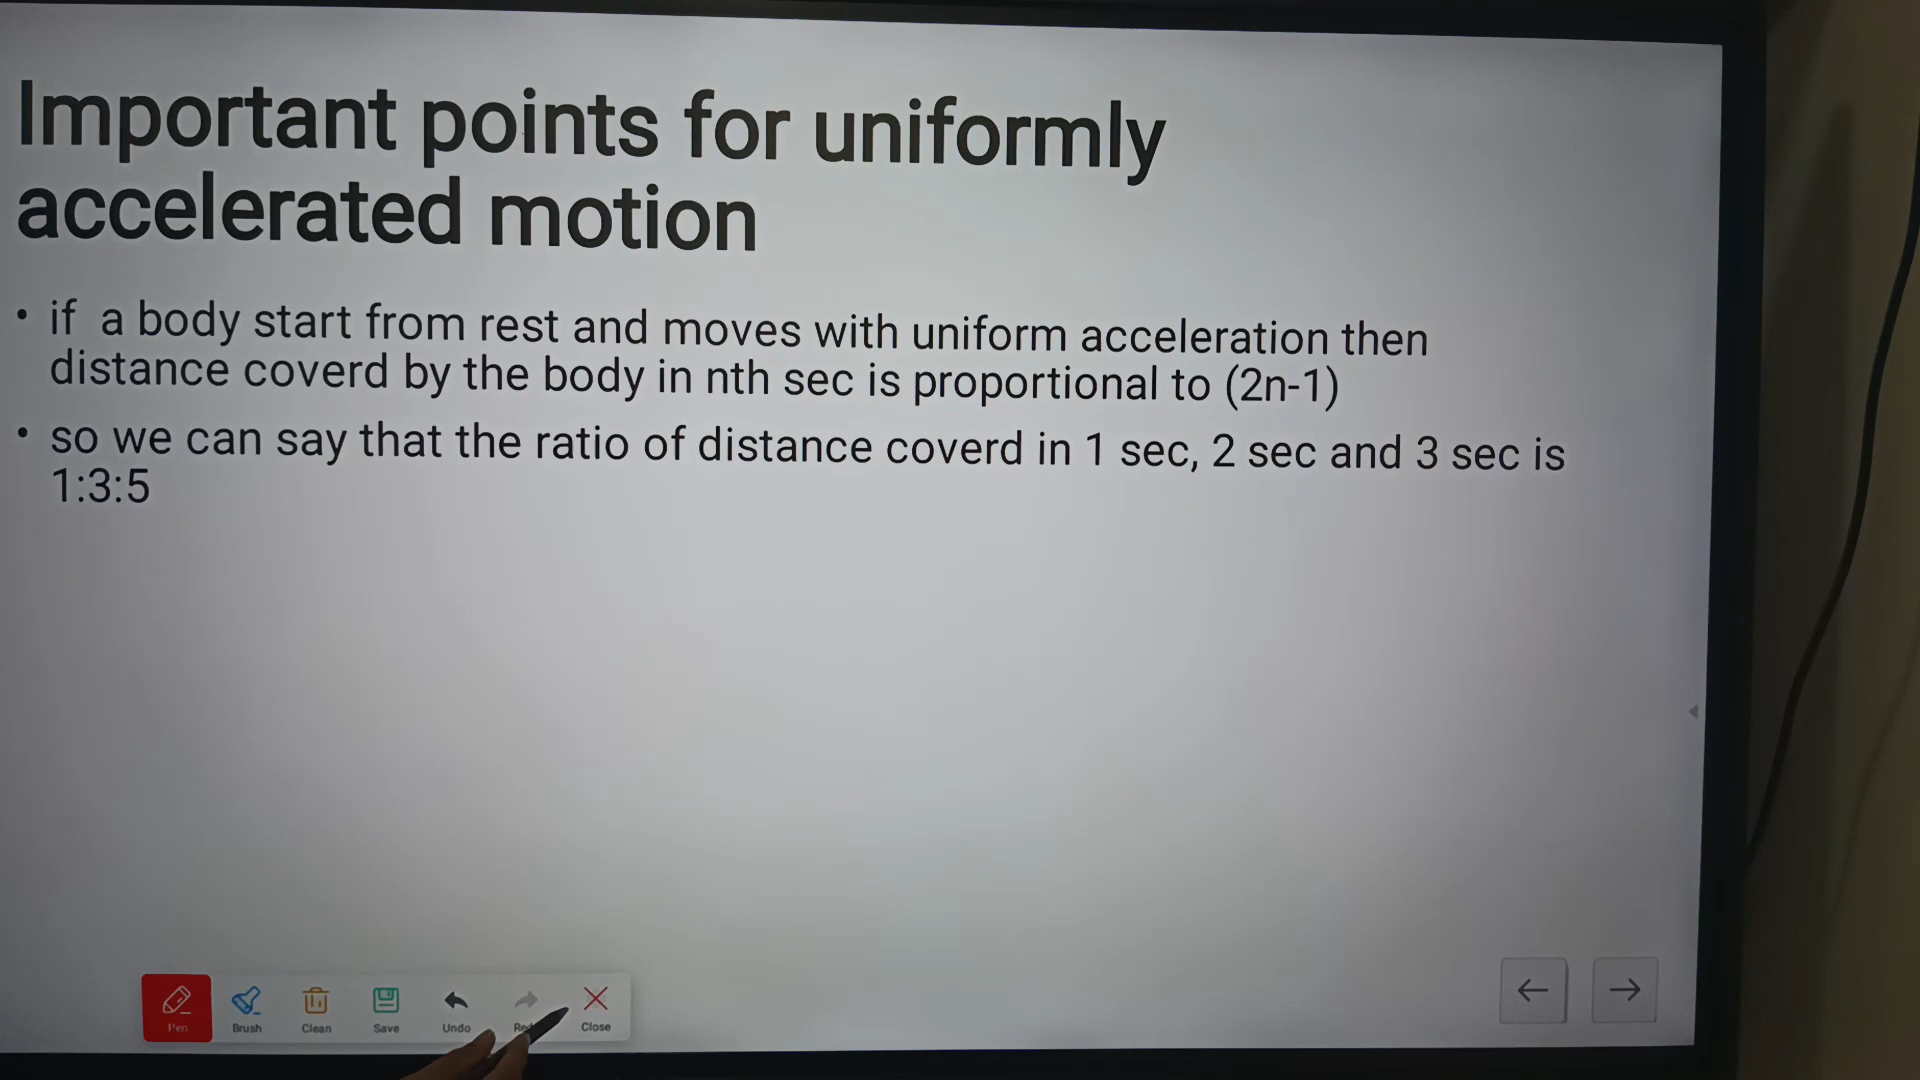 Important points for uniformly
accelerated motion
• if a body start from rest and moves with uniform acceleration then
distance coverd by the body in nth sec is proportional to (2n-1)
• so we can say that the ratio of distance coverd in 1 sec, 2 sec and 3 sec is
1:3:5
Pen Brush Clean Save Undo Close